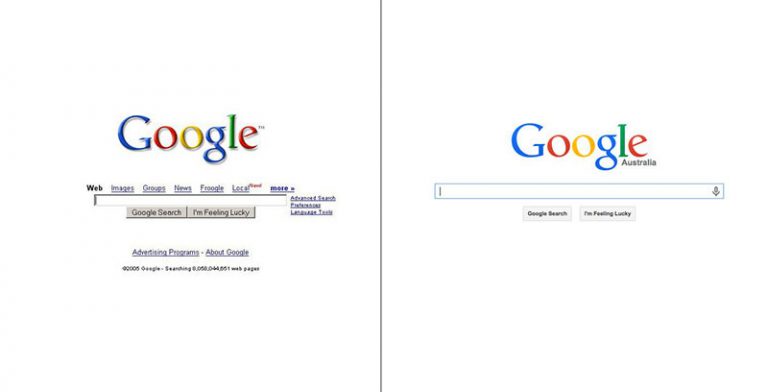 Google™
Web Images Groups News Froogle Local New! more »
Advanced Search
Preferences
Language Tools
Google Search I'm Feeling Lucky
Advertising Programs - About Google
©2005 Google - Searching 8,058,044,651 web pages
Google
Australia
Google Search I'm Feeling Lucky